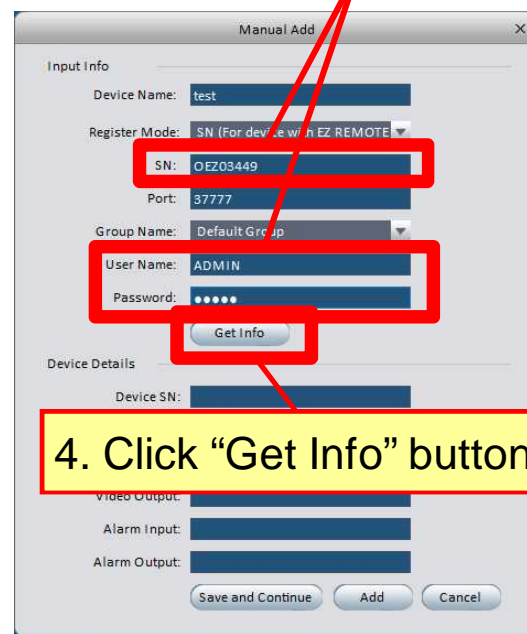 Manual Add
Input Info
Device Name: test
Register Mode: SN (For device with EZ REMOTE
SN: OEZ03449
Port: 37777
Group Name: Default Group
User Name: ADMIN
Password: •••••
Get Info
Device Details
Device SN:
4. Click “Get Info” button
Video Output:
Alarm Input:
Alarm Output:
Save and Continue Add Cancel